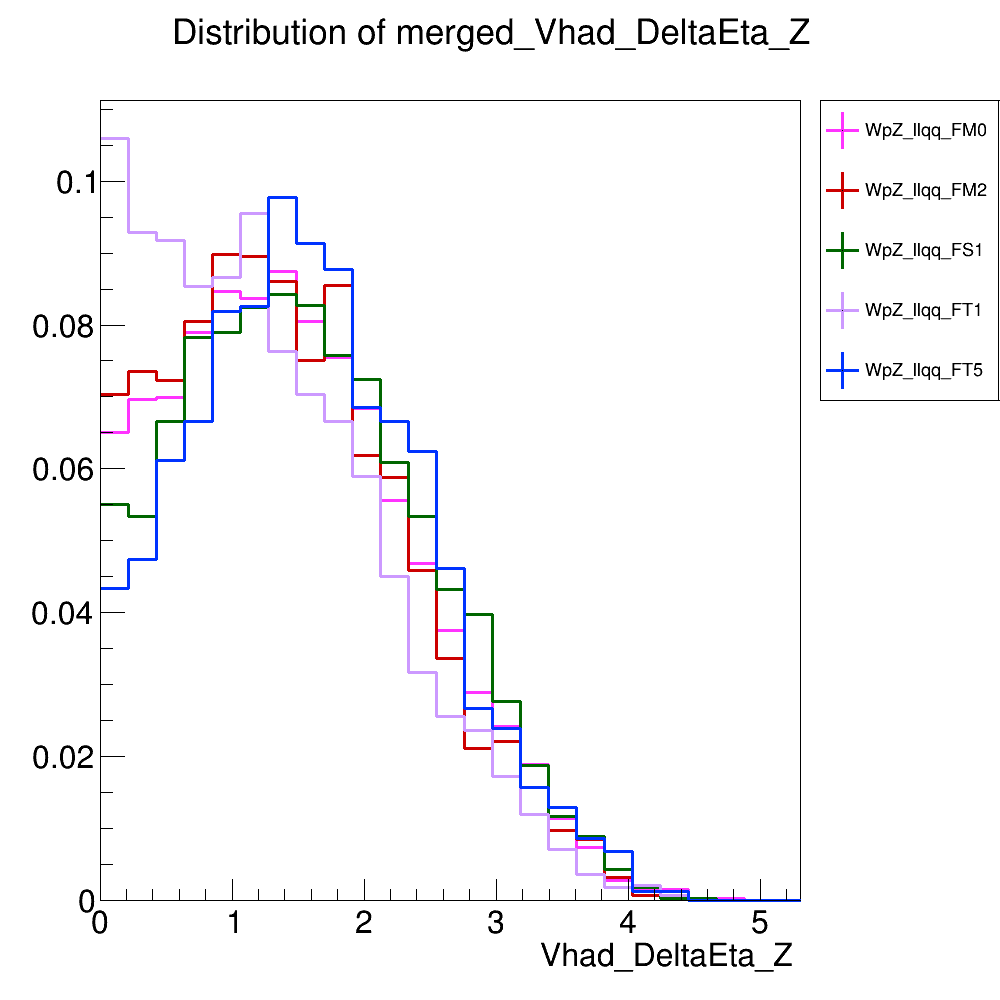 Distribution of merged_Vhad_DeltaEta_Z
WpZ_llqq_FM0
WpZ_llqq_FM2
WpZ_llqq_FS1
WpZ_llqq_FT1
WpZ_llqq_FT5
0.1
0.08
0.06
0.04
0.02
0
0 1 2 3 4 5
Vhad_DeltaEta_Z